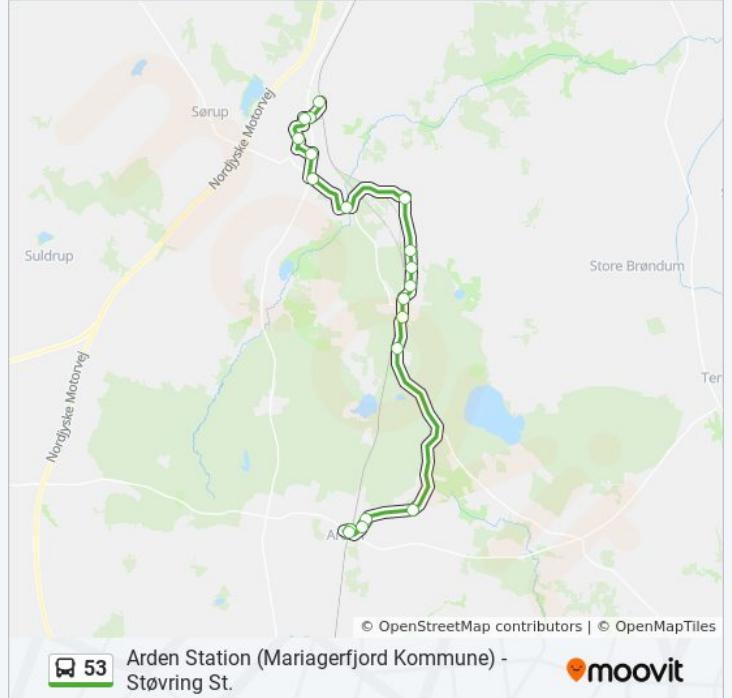 Sørup
Nordjyske Motorvej
Suldrup
Store Brøndum
Nordjyske Motorvej
© OpenStreetMap contributors | © OpenMapTiles
53
Arden Station (Mariagerfjord Kommune) -
Støvring St.
moovit